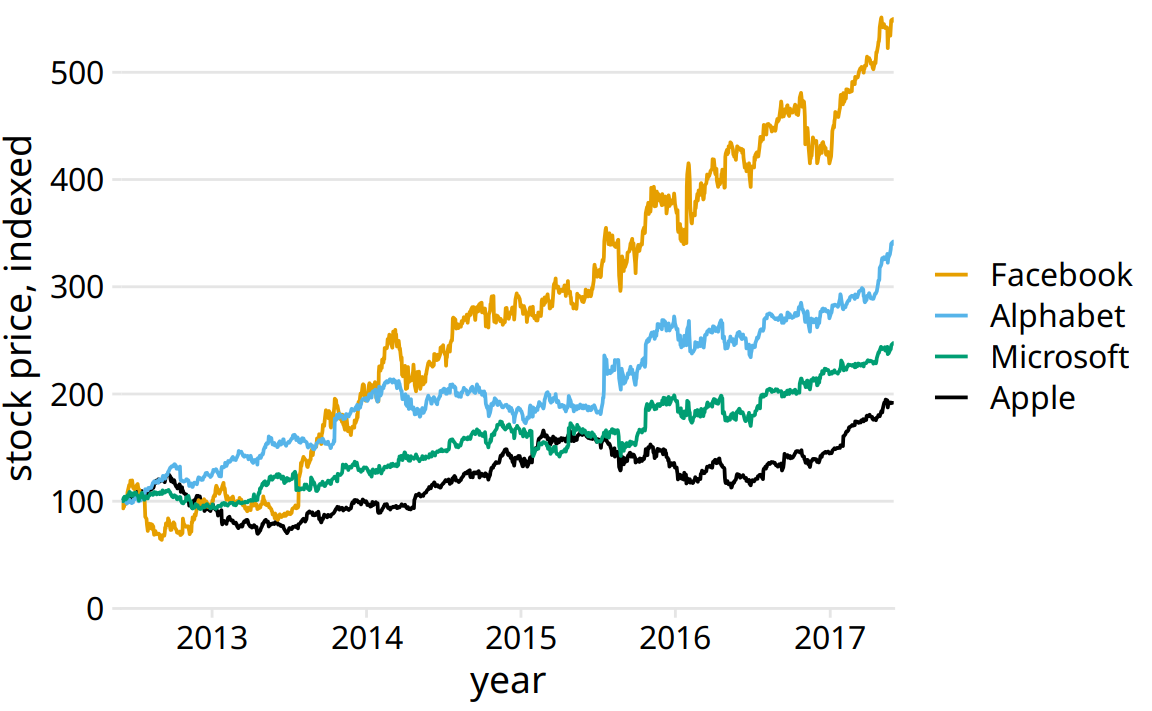 500
400
300
200
100
0
stock price, indexed
2013 2014 2015 2016 2017
year
Facebook
Alphabet
Microsoft
Apple